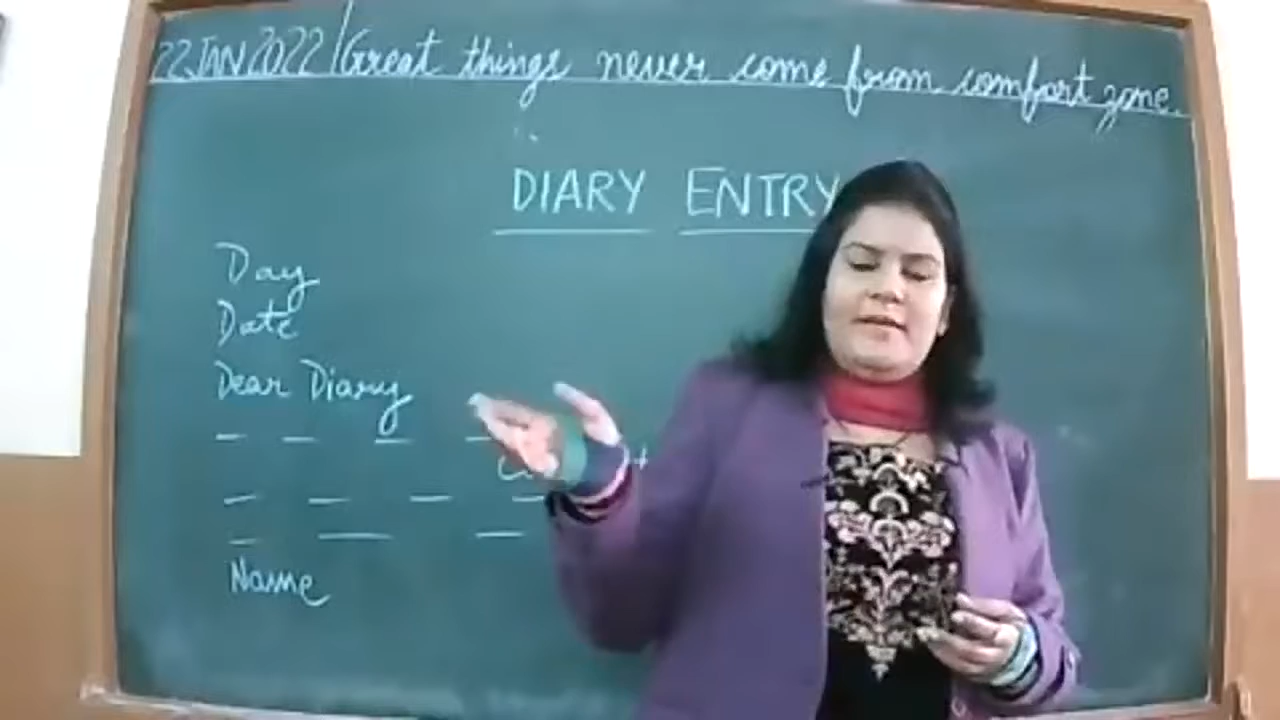 22 JAN 2022 | Great things never come from comfort zone.
DIARY ENTRY
Day
Date
Dear Diary
Name